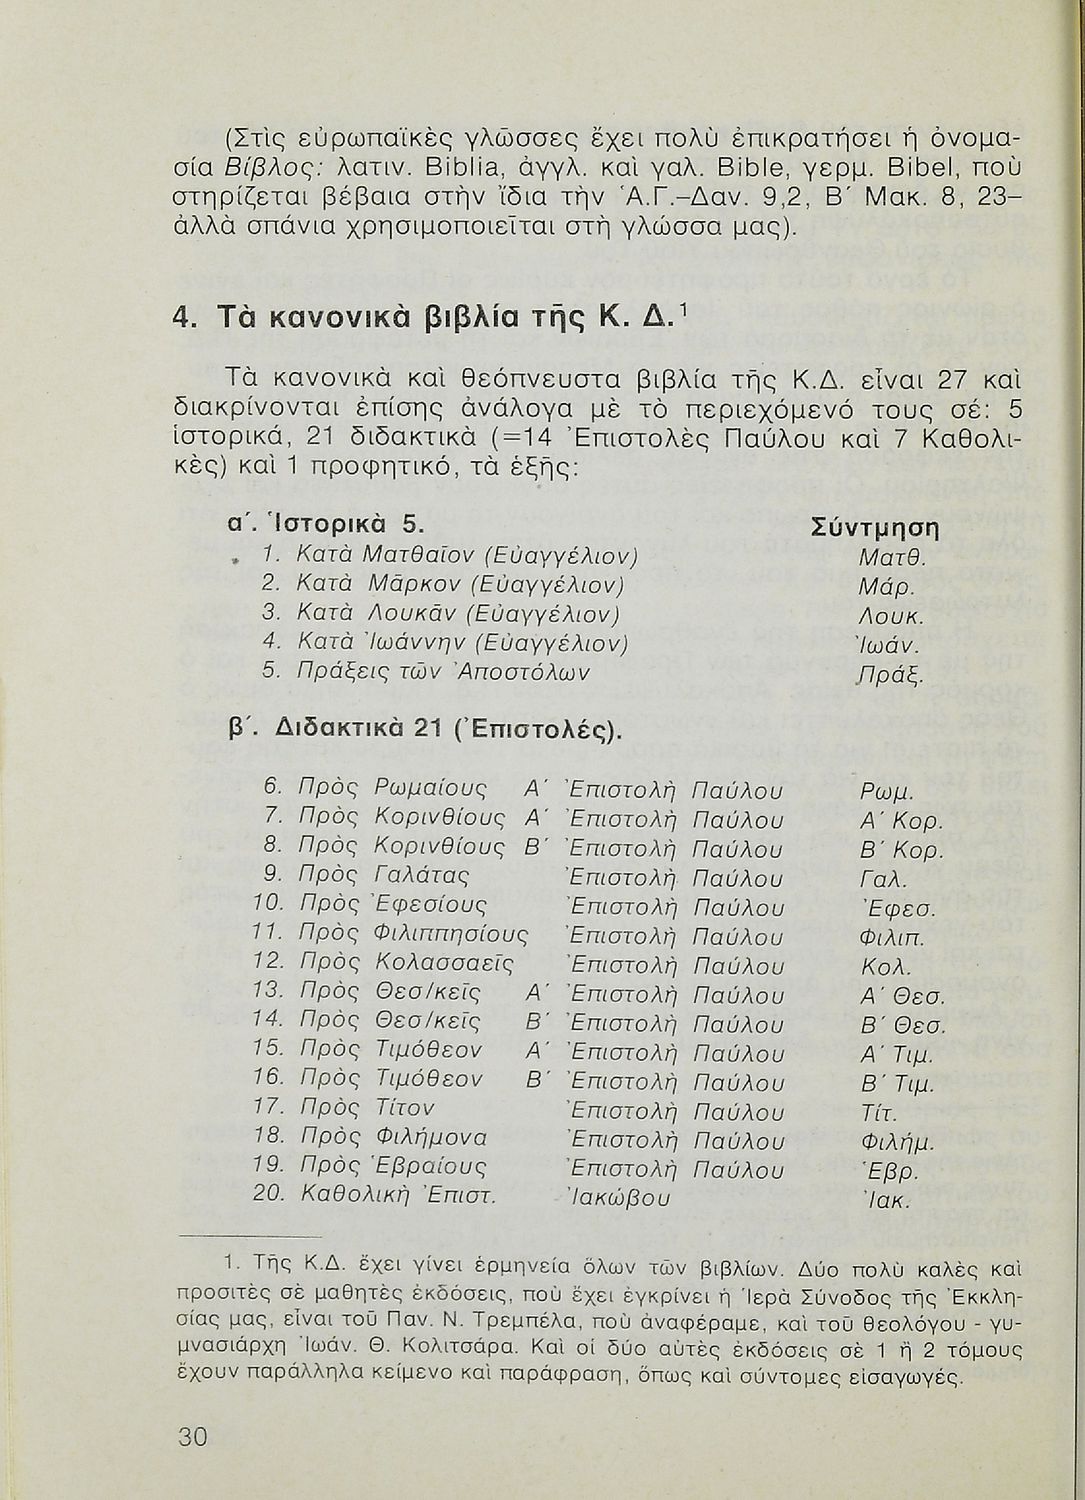 (Στὶς εὐρωπαϊκὲς γλῶσσες ἔχει πολὺ ἐπικρατήσει ἡ ὀνομα-
σία Βίβλος: λατιν. Biblia, ἀγγλ. καὶ γαλ. Bible, γερμ. Bibel, ποὺ
στηρίζεται βέβαια στὴν ἴδια τὴν Ἁ.Γ.–Δαν. 9,2, Β΄ Μακ. 8, 23–
ἀλλὰ σπάνια χρησιμοποιεῖται στὴ γλώσσα μας).
4. Τὰ κανονικὰ βιβλία τῆς Κ. Δ.¹
Τὰ κανονικὰ καὶ θεόπνευστα βιβλία τῆς Κ.Δ. εἶναι 27 καὶ
διακρίνονται ἐπίσης ἀνάλογα μὲ τὸ περιεχόμενό τους σέ: 5
ἱστορικά, 21 διδακτικὰ (=14 Ἐπιστολὲς Παύλου καὶ 7 Καθολι-
κὲς) καὶ 1 προφητικό, τὰ ἑξῆς:
α΄. Ἱστορικὰ 5. Σύντμηση
1. Κατὰ Ματθαῖον (Εὐαγγέλιον) Ματθ.
2. Κατὰ Μᾶρκον (Εὐαγγέλιον) Μάρ.
3. Κατὰ Λουκᾶν (Εὐαγγέλιον) Λουκ.
4. Κατὰ Ἰωάννην (Εὐαγγέλιον) Ἰωάν.
5. Πράξεις τῶν Ἀποστόλων Πράξ.
β΄. Διδακτικὰ 21 (Ἐπιστολές).
6. Πρὸς Ρωμαίους Α΄ Ἐπιστολὴ Παύλου Ρωμ.
7. Πρὸς Κορινθίους Α΄ Ἐπιστολὴ Παύλου Α΄ Κορ.
8. Πρὸς Κορινθίους Β΄ Ἐπιστολὴ Παύλου Β΄ Κορ.
9. Πρὸς Γαλάτας Ἐπιστολὴ Παύλου Γαλ.
10. Πρὸς Ἐφεσίους Ἐπιστολὴ Παύλου Ἐφεσ.
11. Πρὸς Φιλιππησίους Ἐπιστολὴ Παύλου Φιλιπ.
12. Πρὸς Κολασσαεῖς Ἐπιστολὴ Παύλου Κολ.
13. Πρὸς Θεσ/κεῖς Α΄ Ἐπιστολὴ Παύλου Α΄ Θεσ.
14. Πρὸς Θεσ/κεῖς Β΄ Ἐπιστολὴ Παύλου Β΄ Θεσ.
15. Πρὸς Τιμόθεον Α΄ Ἐπιστολὴ Παύλου Α΄ Τιμ.
16. Πρὸς Τιμόθεον Β΄ Ἐπιστολὴ Παύλου Β΄ Τιμ.
17. Πρὸς Τίτον Ἐπιστολὴ Παύλου Τίτ.
18. Πρὸς Φιλήμονα Ἐπιστολὴ Παύλου Φιλήμ.
19. Πρὸς Ἑβραίους Ἐπιστολὴ Παύλου Ἑβρ.
20. Καθολικὴ Ἐπιστ. Ἰακώβου Ἰακ.
1. Τῆς Κ.Δ. ἔχει γίνει ἑρμηνεία ὅλων τῶν βιβλίων. Δύο πολὺ καλὲς καὶ
προσιτὲς σὲ μαθητὲς ἐκδόσεις, ποὺ ἔχει ἐγκρίνει ἡ Ἱερὰ Σύνοδος τῆς Ἐκκλη-
σίας μας, εἶναι τοῦ Παν. Ν. Τρεμπέλα, ποὺ ἀναφέραμε, καὶ τοῦ θεολόγου - γυ-
μνασιάρχη Ἰωάν. Θ. Κολιτσάρα. Καὶ οἱ δύο αὐτὲς ἐκδόσεις σὲ 1 ἢ 2 τόμους
ἔχουν παράλληλα κείμενο καὶ παράφραση, ὅπως καὶ σύντομες εἰσαγωγές.
30